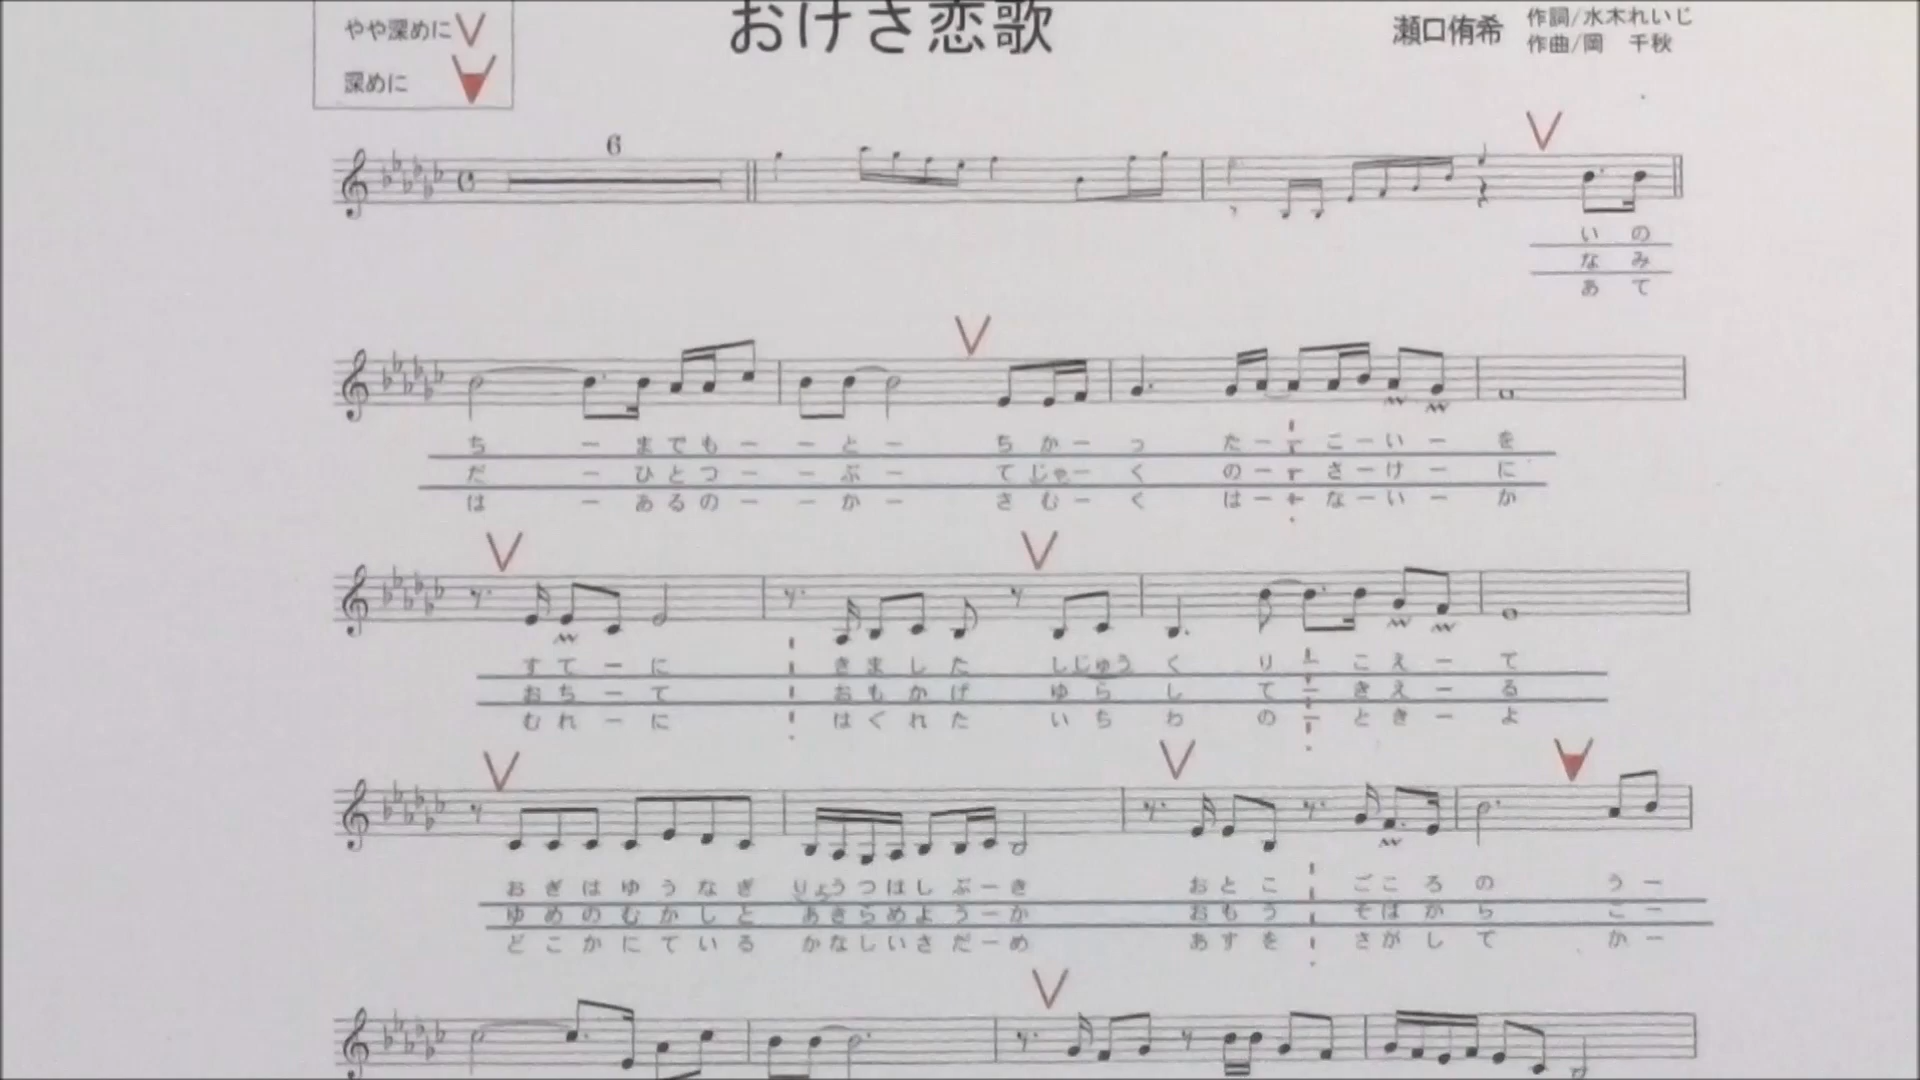 やや深めに
深めに
おけさ恋歌
瀬口侑希
作詞/水木れいじ
作曲/岡 千秋
6
い の
な み
あ て
ち ー までも ー ー と ー ち か ー っ た ー ー こ ー い ー を
だ ー ひとつ ー ー ぶ ー て じゃ ー く の ー ー さ ー け ー に
は ー あるの ー ー か ー さ む ー く は ー ー な ー い ー か
す て ー に き ま し た し じゅう く り ー こ え ー て
お ち ー て お も か げ ゆ ら し て ー き え ー る
む れ ー に は ぐ れ た い ち わ の ー と き ー よ
お ぎ は ゆ う な ぎ りょう つ は し ぶ ー き お と こ ご こ ろ の う ー
ゆ め の む か し と あ き ら め よ う ー か お も う そ ば か ら こ ー
ど こ か に て い る か な し い さ だ ー め あ す を さ が し て か ー